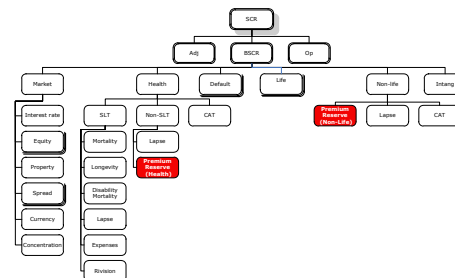 SCR
Adj
BSCR
Op
Market
Health
Default
Life
Non-life
Intang
Interest rate
SLT
Non-SLT
CAT
Premium
Reserve
(Non-Life)
Lapse
CAT
Equity
Mortality
Lapse
Property
Longevity
Premium
Reserve
(Health)
Spread
Disability
Mortality
Currency
Lapse
Concentration
Expenses
Rivision